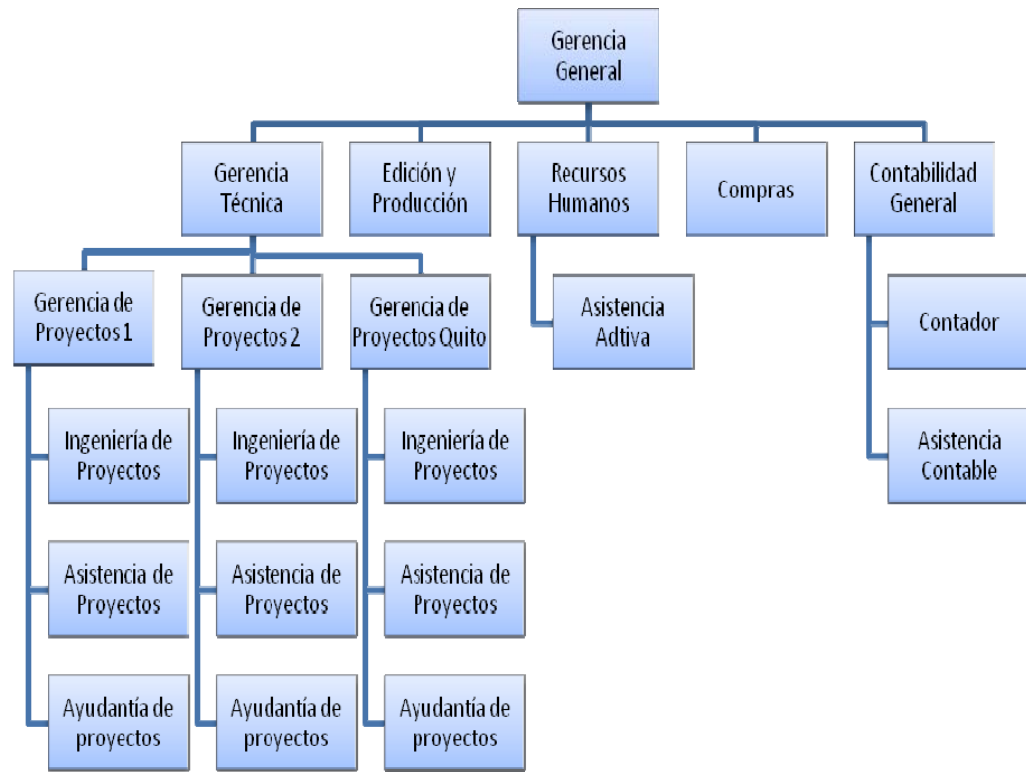 Gerencia
General
Gerencia
Técnica
Edición y
Producción
Recursos
Humanos
Compras
Contabilidad
General
Gerencia de
Proyectos 1
Gerencia de
Proyectos 2
Gerencia de
Proyectos Quito
Asistencia
Adtiva
Contador
Ingeniería de
Proyectos
Ingeniería de
Proyectos
Ingeniería de
Proyectos
Asistencia
Contable
Asistencia de
Proyectos
Asistencia de
Proyectos
Asistencia de
Proyectos
Ayudantía de
proyectos
Ayudantía de
proyectos
Ayudantía de
proyectos